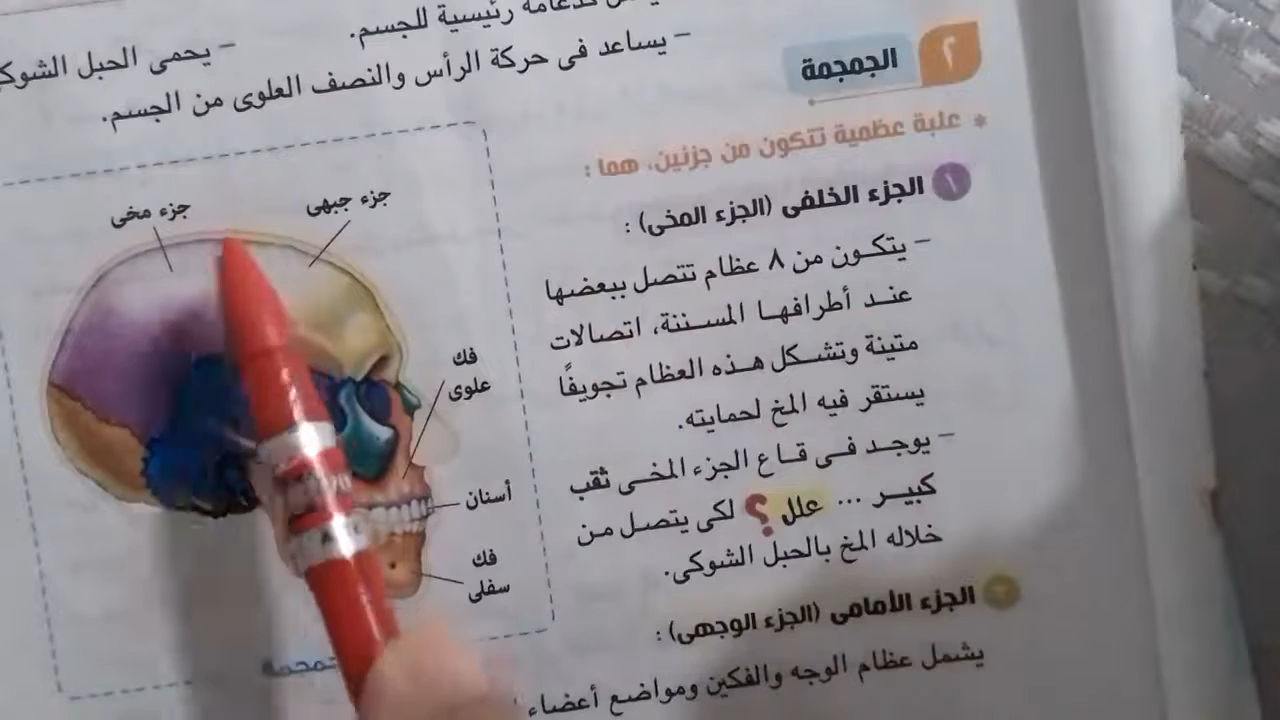 رئيسية للجسم.
– يساعد فى حركة الرأس والنصف العلوى من الجسم.
– يحمى الحبل
٢ الجمجمة
* علبة عظمية تتكون من جزئين، هما :
١ الجزء الخلفى (الجزء المخى) :
– يتكون من ٨ عظام تتصل ببعضها
عند أطرافها المسننة، اتصالات
متينة وتشكل هذه العظام تجويفًا
يستقر فيه المخ لحمايته.
– يوجد فى قاع الجزء المخى ثقب
كبير ... علل ؟ لكى يتصل من
خلاله المخ بالحبل الشوكى.
الجزء الأمامى (الجزء الوجهى) :
يشمل عظام الوجه والفكين ومواضع أعضاء
جزء جبهى
جزء مخى
فك
علوى
أسنان
فك
سفلى